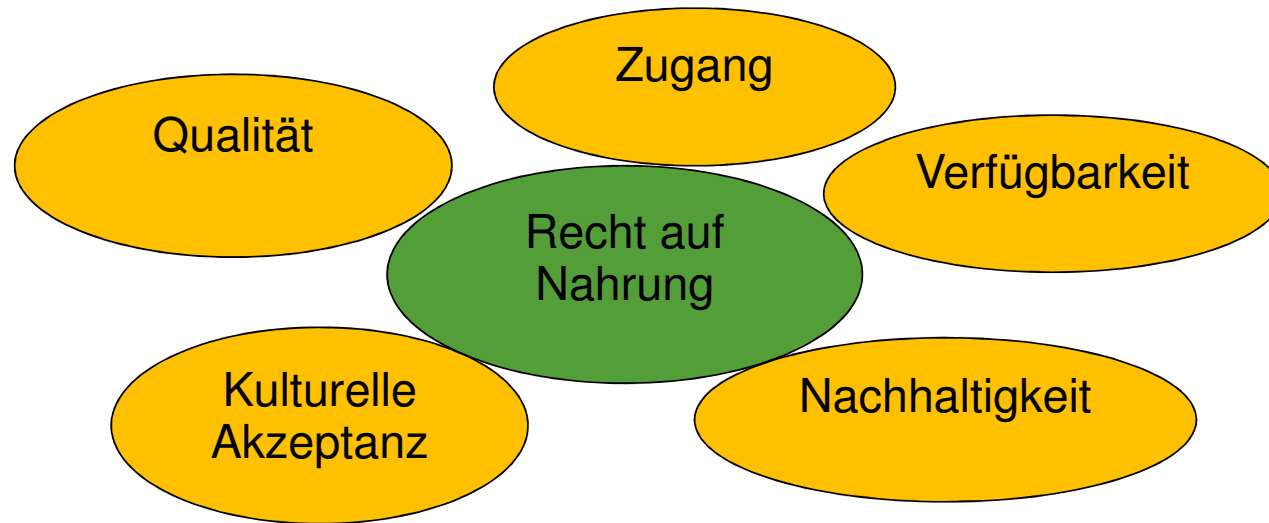 Zugang
Qualität
Verfügbarkeit
Recht auf
Nahrung
Kulturelle
Akzeptanz
Nachhaltigkeit